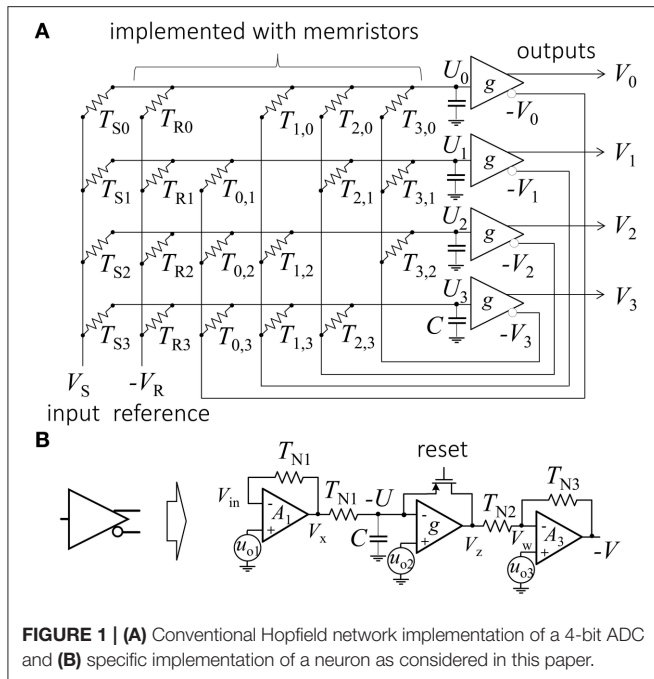 A
implemented with memristors
outputs
U0 g V0
-V0
TS0 TR0 T1,0 T2,0 T3,0
U1 g V1
-V1
TS1 TR1 T0,1 T2,1 T3,1
U2 g V2
-V2
TS2 TR2 T0,2 T1,2 T3,2
U3 g V3
C -V3
TS3 TR3 T0,3 T1,3 T2,3
VS -VR
input reference
B
reset
TN1 TN1 -U TN2 TN3
Vin - A1 + Vx C - g + Vz Vw - A3 + -V
uo1 uo2 uo3
FIGURE 1 | (A) Conventional Hopfield network implementation of a 4-bit ADC
and (B) specific implementation of a neuron as considered in this paper.